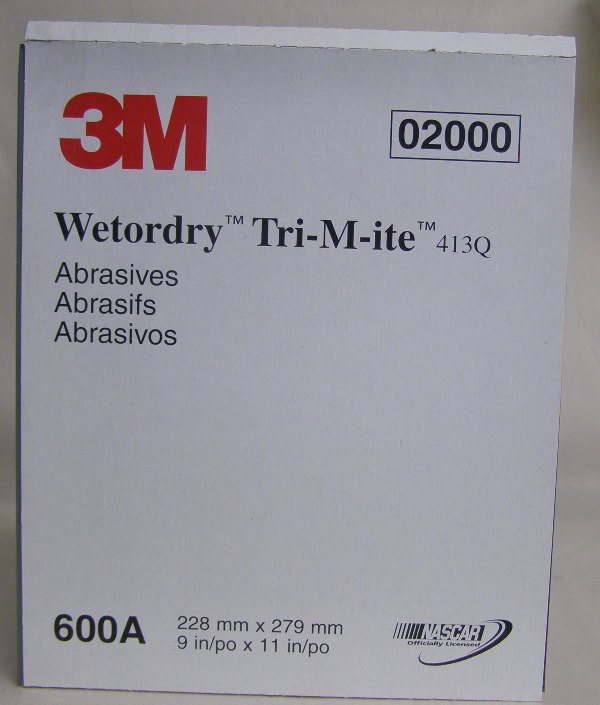 3M
02000
Wetordry™ Tri-M-ite™ 413Q
Abrasives
Abrasifs
Abrasivos
600A
228 mm x 279 mm
9 in/po x 11 in/po
NASCAR
Officially Licensed